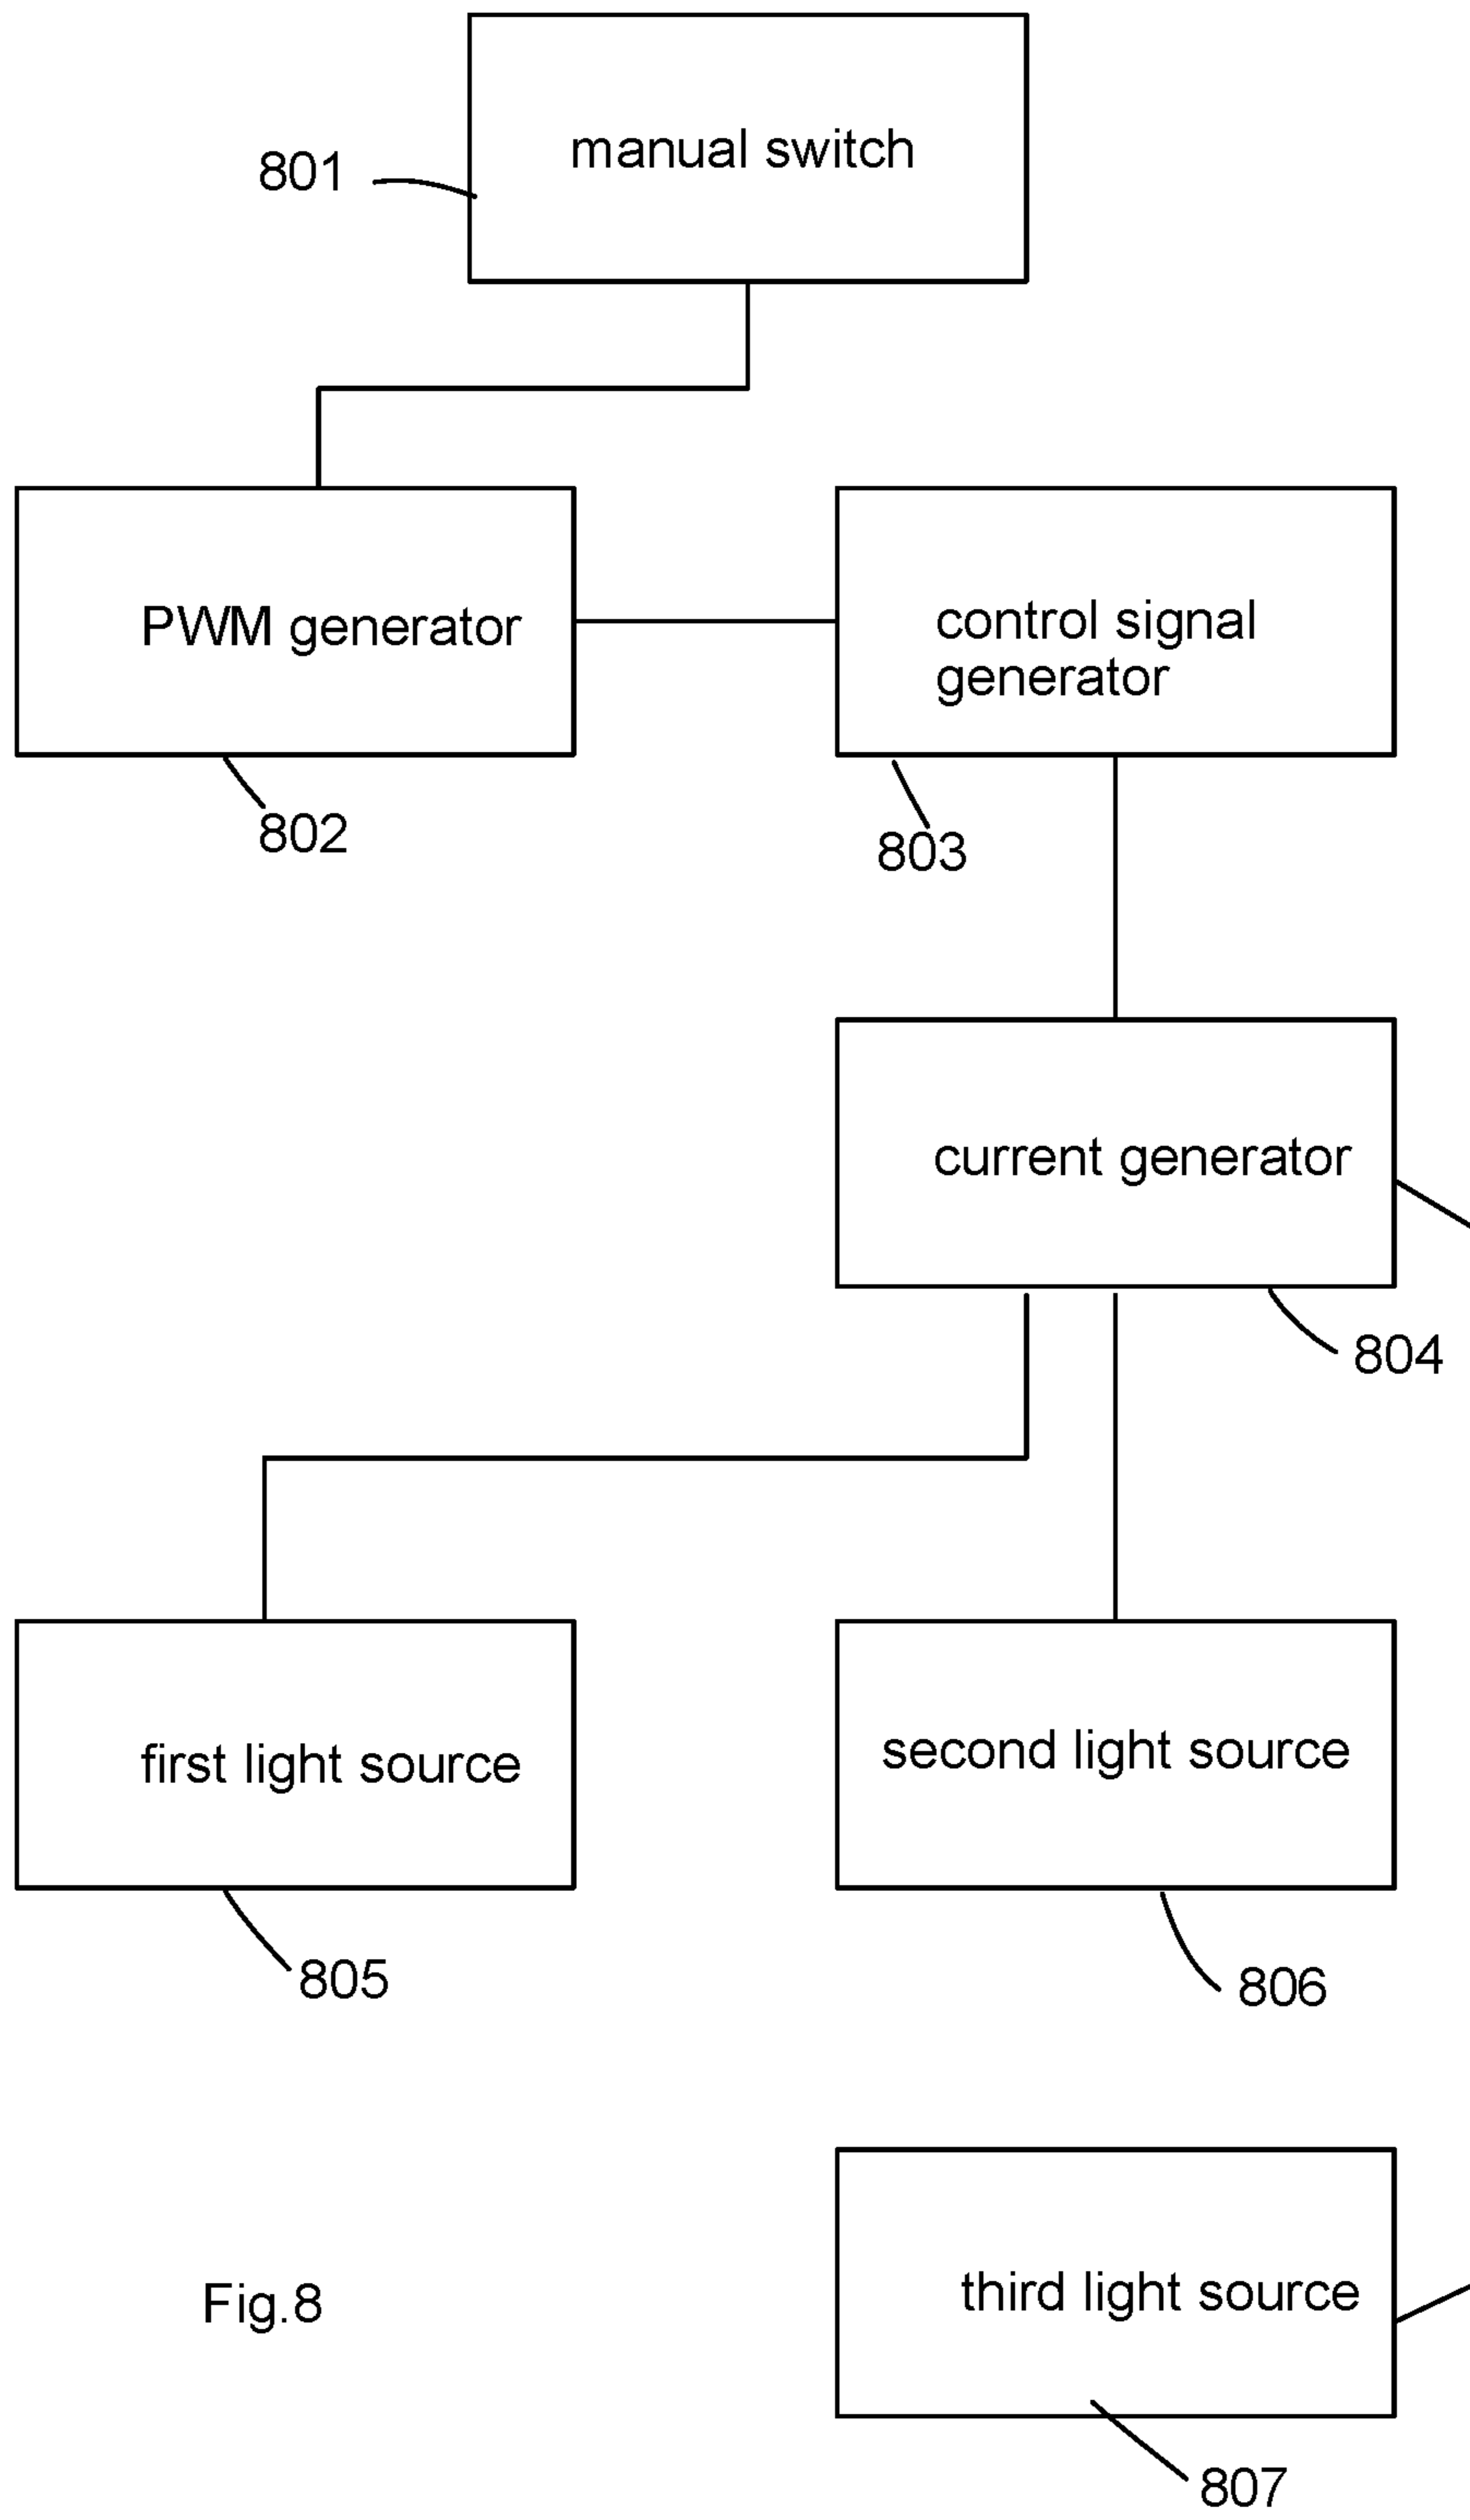 manual switch
801
PWM generator
control signal
generator
802
803
current generator
804
first light source
second light source
805
806
third light source
Fig.8
807